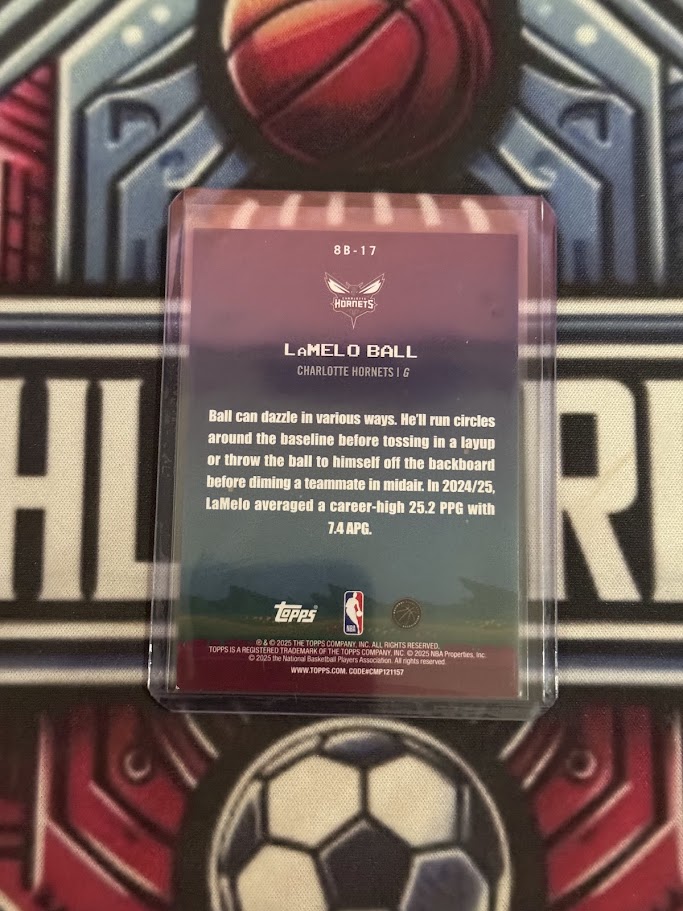 8B-17
CHARLOTTE
HORNETS
LAMELO BALL
CHARLOTTE HORNETS | G
HL
RE
Ball can dazzle in various ways. He'll run circles
around the baseline before tossing in a layup
or throw the ball to himself off the backboard
before diming a teammate in midair. In 2024/25,
LaMelo averaged a career-high 25.2 PPG with
7.4 APG.
Topps
NBA
® & © 2025 THE TOPPS COMPANY, INC. ALL RIGHTS RESERVED.
TOPPS IS A REGISTERED TRADEMARK OF THE TOPPS COMPANY, INC. © 2025 NBA Properties, Inc.
© 2025 the National Basketball Players Association. All rights reserved.
WWW.TOPPS.COM. CODE#CMP121157